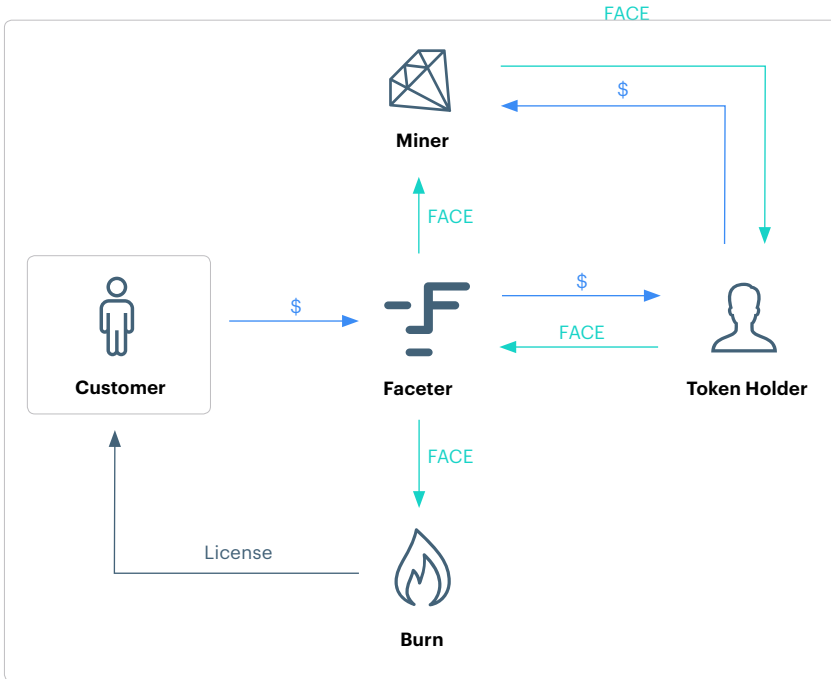 FACE
$
Miner
FACE
$
$
FACE
Customer
Faceter
Token Holder
FACE
License
Burn